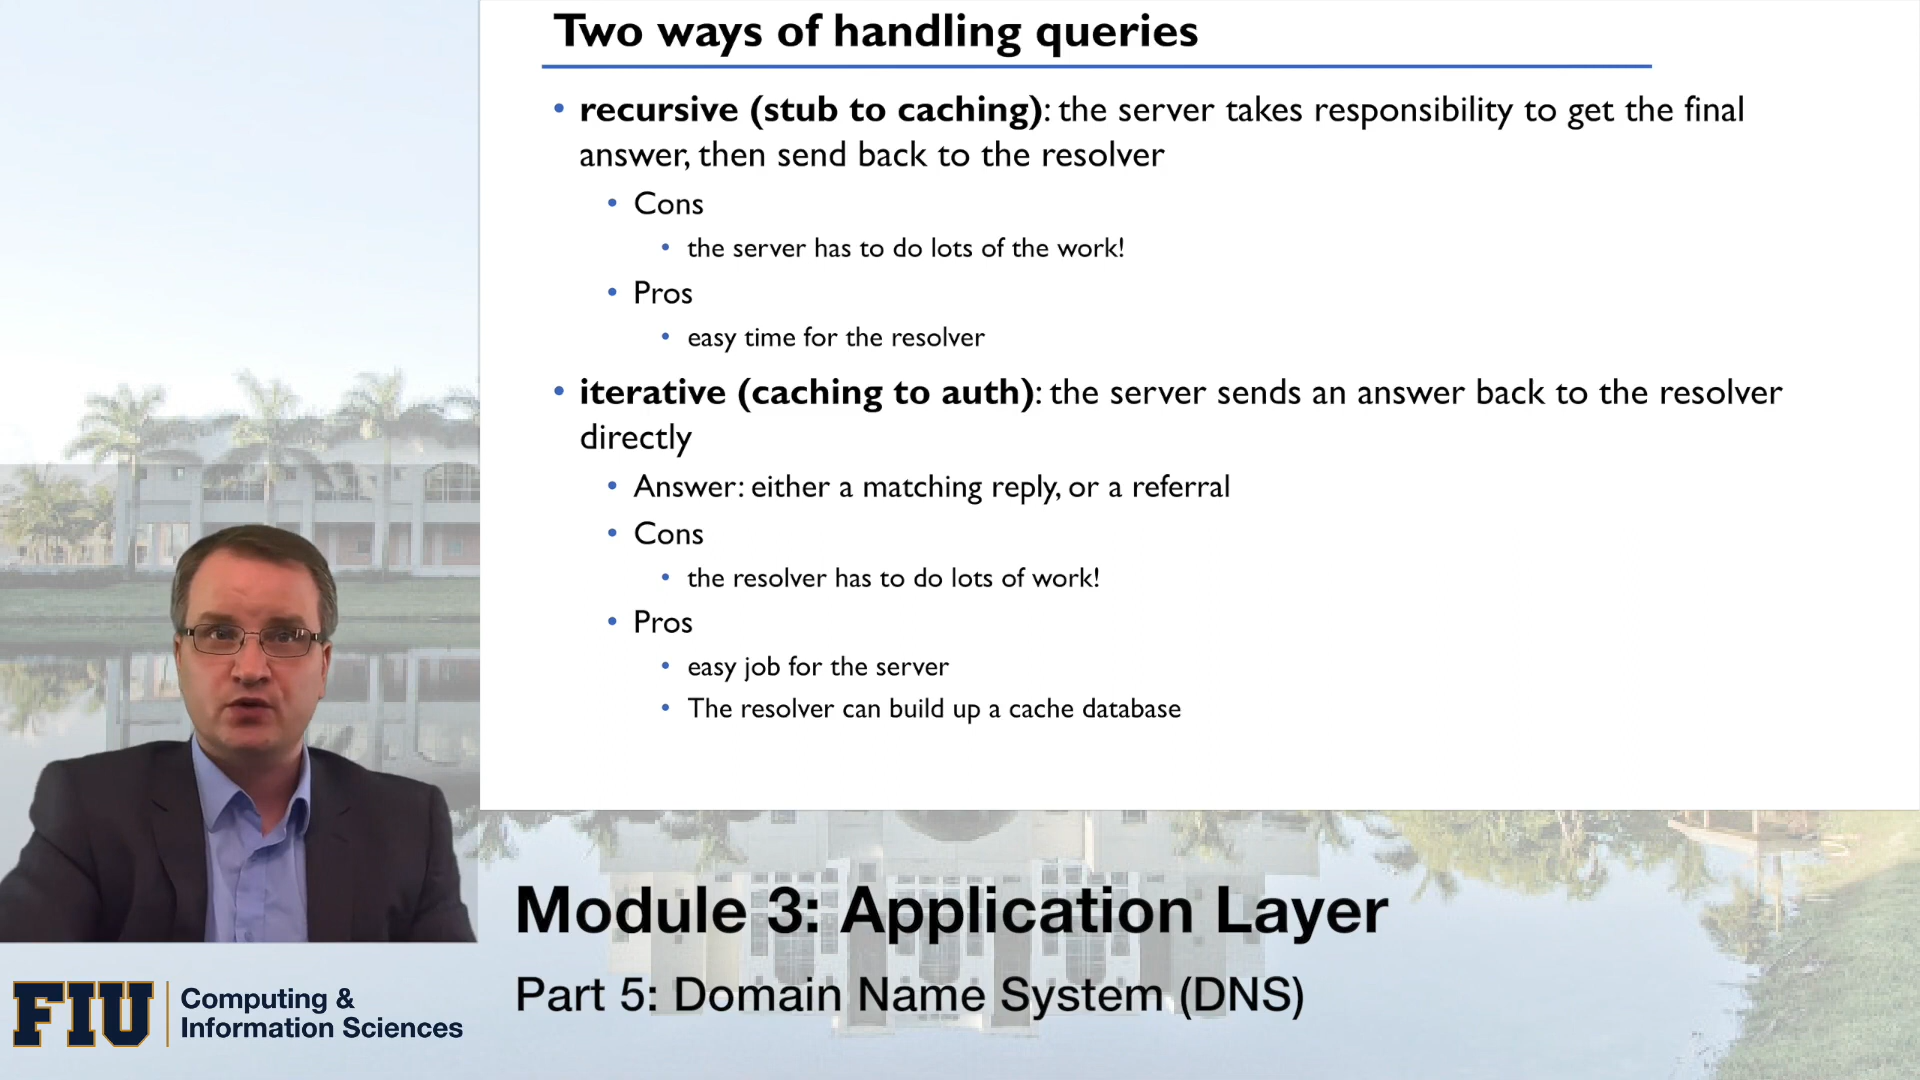 Two ways of handling queries
• recursive (stub to caching): the server takes responsibility to get the final
answer, then send back to the resolver
• Cons
• the server has to do lots of the work!
• Pros
• easy time for the resolver
• iterative (caching to auth): the server sends an answer back to the resolver
directly
• Answer: either a matching reply, or a referral
• Cons
• the resolver has to do lots of work!
• Pros
• easy job for the server
• The resolver can build up a cache database
Module 3: Application Layer
Part 5: Domain Name System (DNS)
FIU
Computing &
Information Sciences